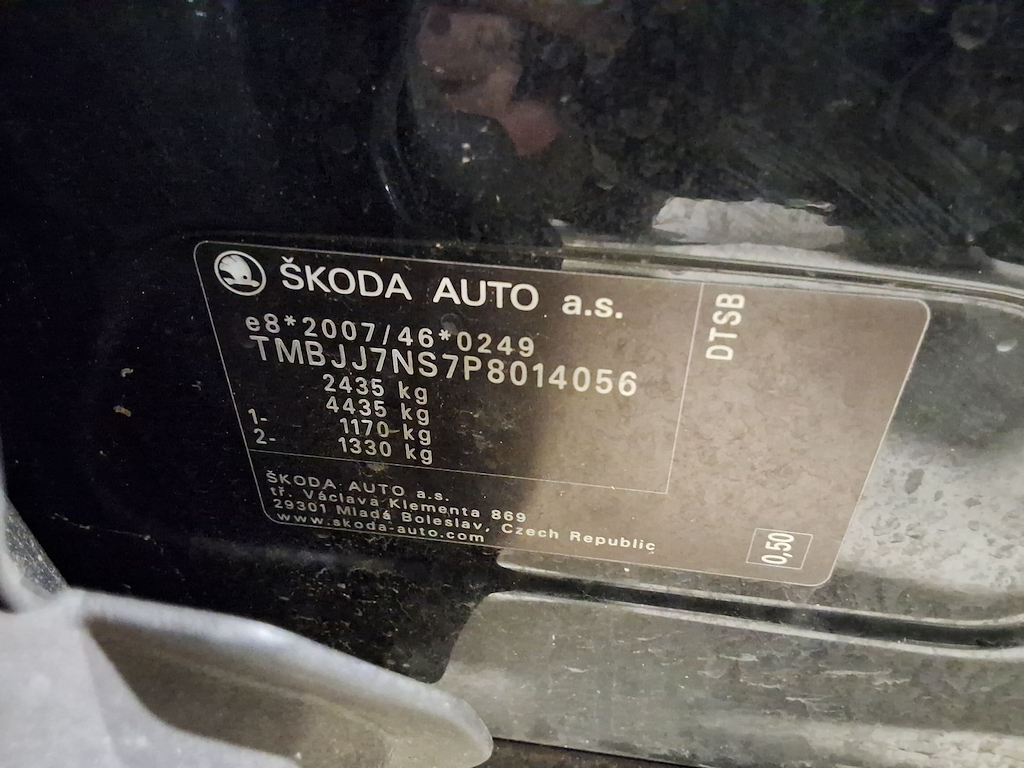 ŠKODA AUTO a.s.
e8*2007/46*0249
TMBJJ7NS7P8014056
2435 kg
4435 kg
1- 1170 kg
2- 1330 kg
ŠKODA AUTO a.s.
tř. Václava Klementa 869
29301 Mladá Boleslav, Czech Republic
www.skoda-auto.com
DTSB
0,50